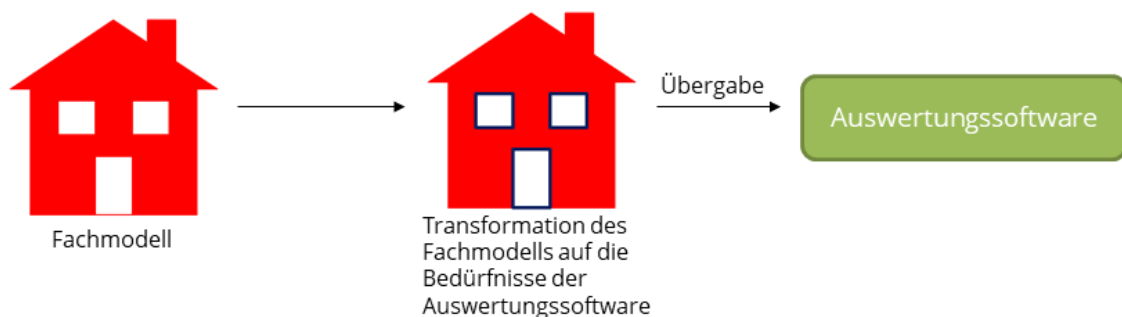 Fachmodell
Transformation des
Fachmodells auf die
Bedürfnisse der
Auswertungssoftware
Übergabe
Auswertungssoftware